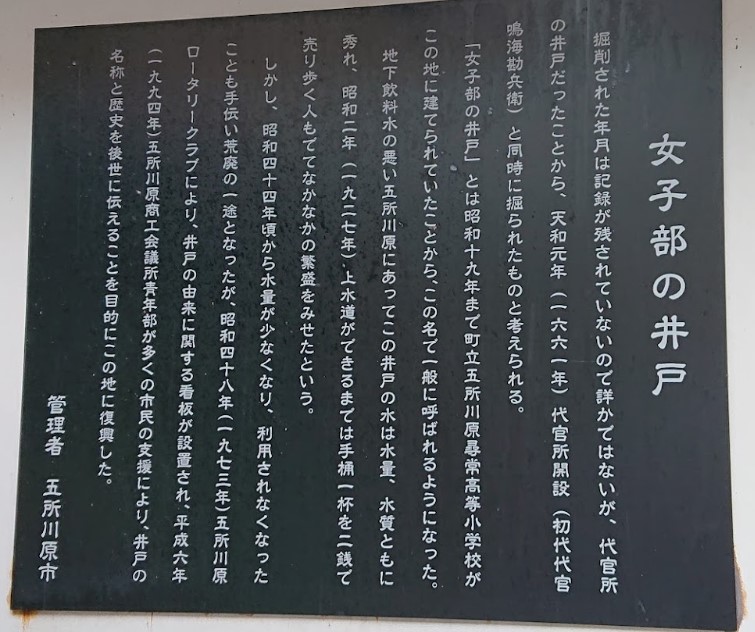 女子部の井戸
掘削された年月は記録が残されていないので詳かではないが、代官所
の井戸だったことから、天和元年（一六六一年）代官所開設（初代代官
鳴海勘兵衛）と同時に掘られたものと考えられる。
「女子部の井戸」とは昭和十九年まで町立五所川原尋常高等小学校が
この地に建てられていたことから、この名で一般に呼ばれるようになった。
地下飲料水の悪い五所川原にあってこの井戸の水は水量、水質ともに
秀れ、昭和二年（一九二七年）上水道ができるまでは手桶一杯を二銭で
売り歩く人もでてなかなかの繁盛をみせたという。
しかし、昭和四十四年頃から水量が少なくなり、利用されなくなった
ことも手伝い荒廃の一途となったが、昭和四十八年（一九七三年）五所川原
ロータリークラブにより、井戸の由来に関する看板が設置され、平成六年
（一九九四年）五所川原商工会議所青年部が多くの市民の支援により、井戸の
名称と歴史を後世に伝えることを目的にこの地に復興した。
管理者　五所川原市